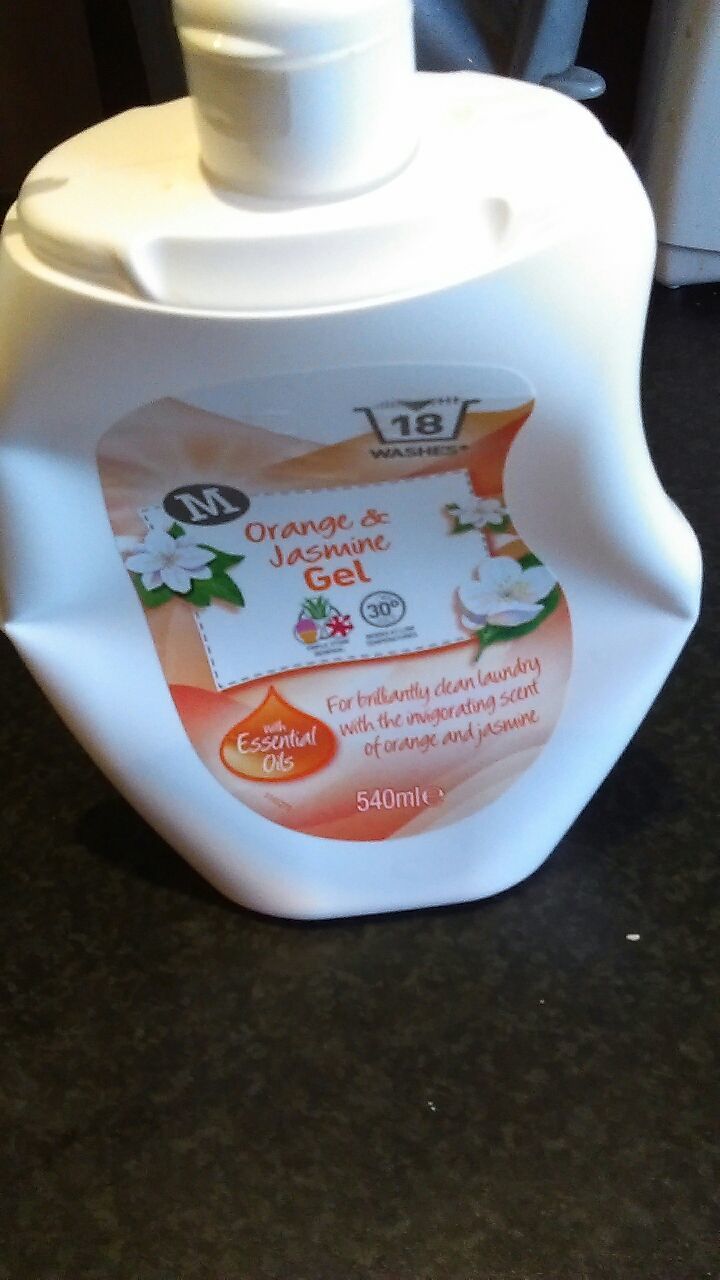 18
WASHES*
M
Orange &
Jasmine
Gel
30°
For brilliantly clean laundry
with the invigorating scent
of orange and jasmine
with
Essential
Oils
540ml e